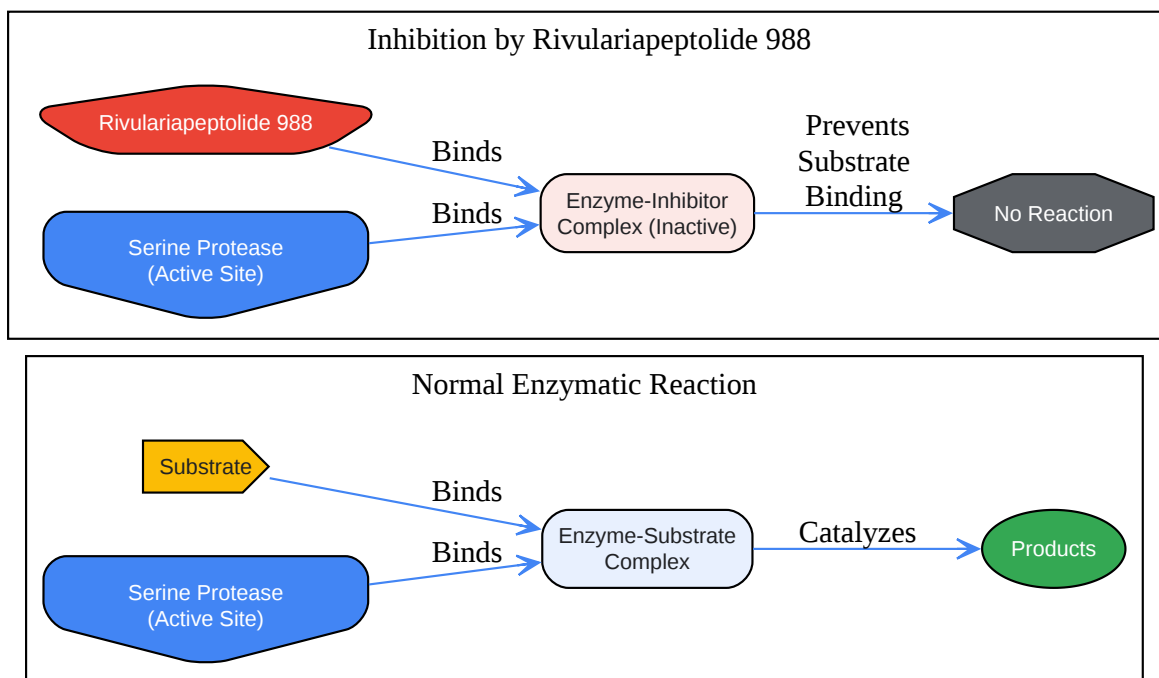 Inhibition by Rivulariapeptolide 988
Rivulariapeptolide 988
Binds
Serine Protease
(Active Site)
Binds
Enzyme-Inhibitor
Complex (Inactive)
Prevents
Substrate
Binding
No Reaction
Normal Enzymatic Reaction
Substrate
Binds
Serine Protease
(Active Site)
Binds
Enzyme-Substrate
Complex
Catalyzes
Products